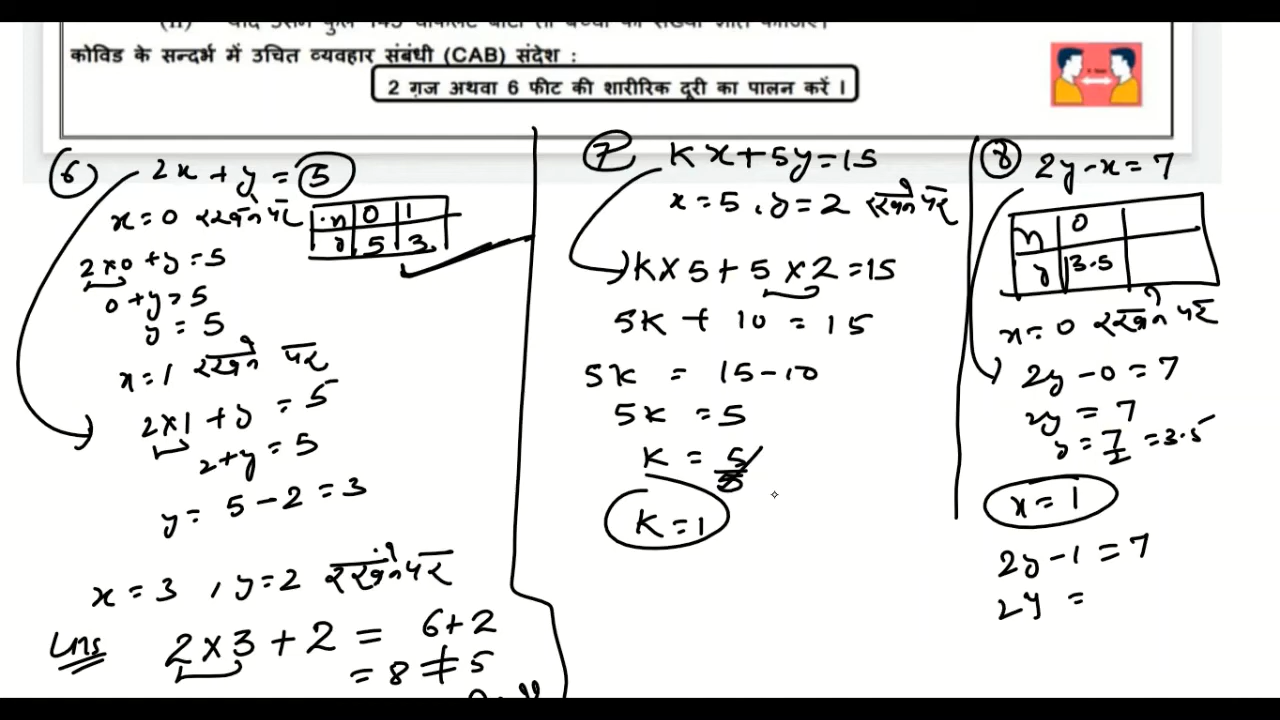 कोविड के सन्दर्भ में उचित व्यवहार संबंधी (CAB) संदेश :
2 ग़ज अथवा 6 फीट की शारीरिक दूरी का पालन करें ।
6 2x + y = 5
x = 0 रखने पर
x 0 1
y 5 3
2 × 0 + y = 5
0 + y = 5
y = 5
x = 1 रखने पर
2 × 1 + y = 5
2 + y = 5
y = 5 - 2 = 3
x = 3 , y = 2 रखने पर
Ans 2 × 3 + 2 = 6 + 2
= 8 ≠ 5
7 Kx + 5y = 15
x = 5 , y = 2 रखने पर
K × 5 + 5 × 2 = 15
5K + 10 = 15
5K = 15 - 10
5K = 5
K = 5/5
K = 1
8 2y - x = 7
x 0
y 3.5
x = 0 रखने पर
2y - 0 = 7
2y = 7
y = 7/2 = 3.5
x = 1
2y - 1 = 7
2y =